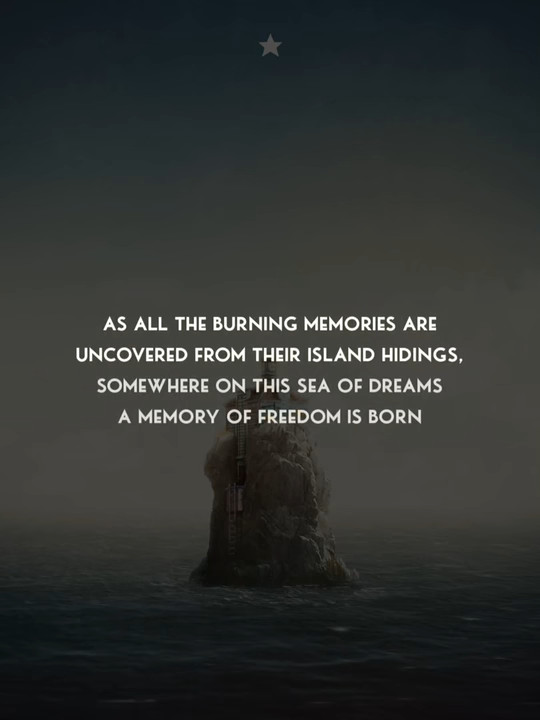 AS ALL THE BURNING MEMORIES ARE
UNCOVERED FROM THEIR ISLAND HIDINGS,
SOMEWHERE ON THIS SEA OF DREAMS
A MEMORY OF FREEDOM IS BORN